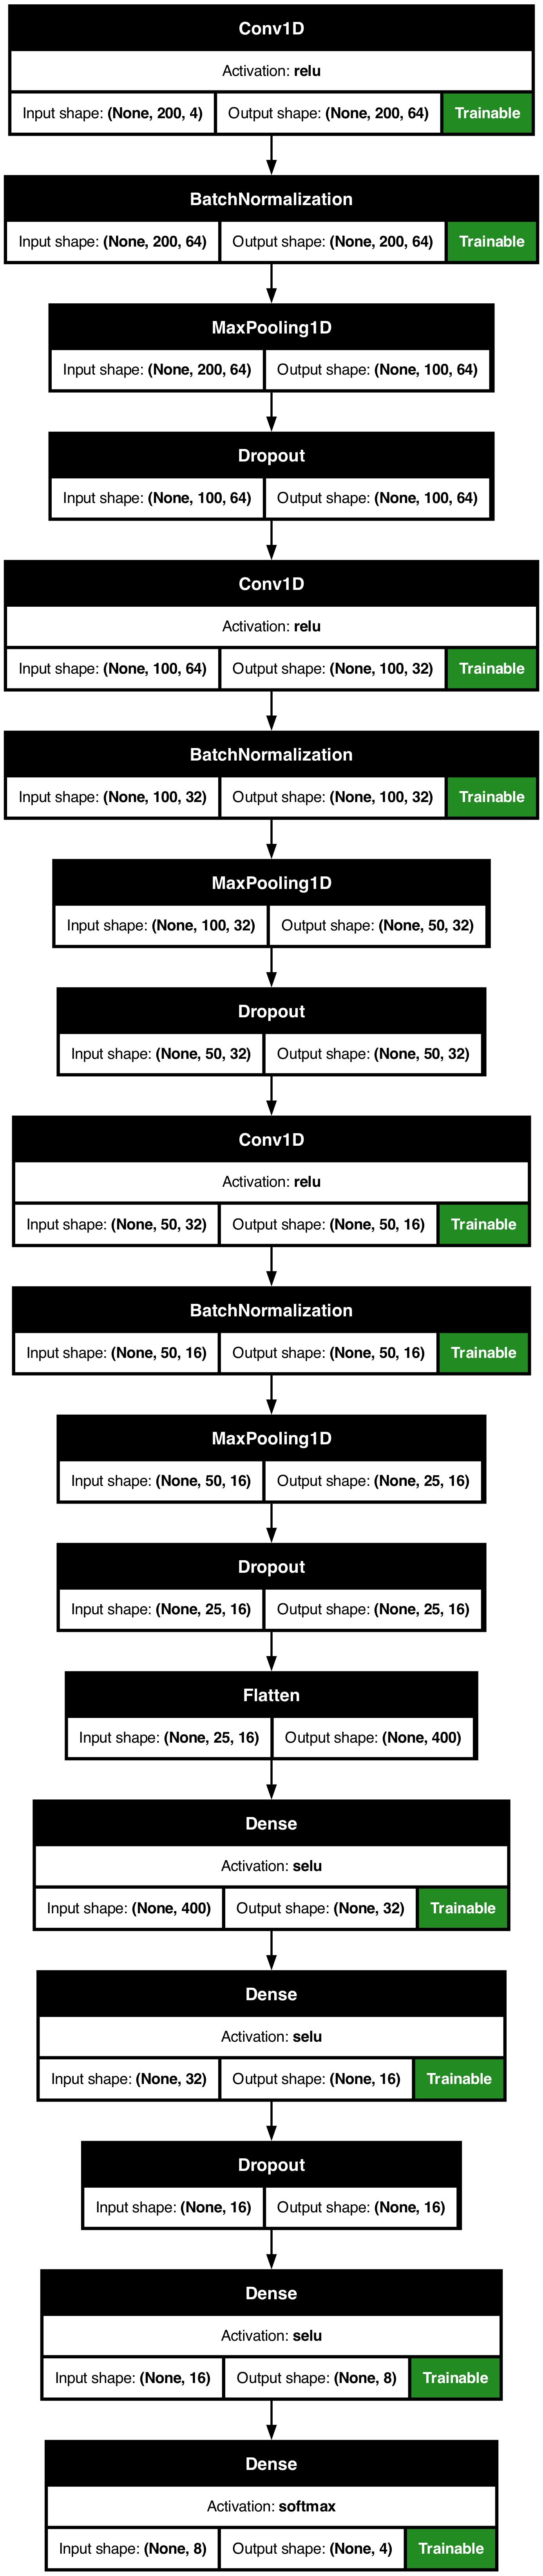 Conv1D
Activation: relu
Input shape: (None, 200, 4) Output shape: (None, 200, 64) Trainable
BatchNormalization
Input shape: (None, 200, 64) Output shape: (None, 200, 64) Trainable
MaxPooling1D
Input shape: (None, 200, 64) Output shape: (None, 100, 64)
Dropout
Input shape: (None, 100, 64) Output shape: (None, 100, 64)
Conv1D
Activation: relu
Input shape: (None, 100, 64) Output shape: (None, 100, 32) Trainable
BatchNormalization
Input shape: (None, 100, 32) Output shape: (None, 100, 32) Trainable
MaxPooling1D
Input shape: (None, 100, 32) Output shape: (None, 50, 32)
Dropout
Input shape: (None, 50, 32) Output shape: (None, 50, 32)
Conv1D
Activation: relu
Input shape: (None, 50, 32) Output shape: (None, 50, 16) Trainable
BatchNormalization
Input shape: (None, 50, 16) Output shape: (None, 50, 16) Trainable
MaxPooling1D
Input shape: (None, 50, 16) Output shape: (None, 25, 16)
Dropout
Input shape: (None, 25, 16) Output shape: (None, 25, 16)
Flatten
Input shape: (None, 25, 16) Output shape: (None, 400)
Dense
Activation: selu
Input shape: (None, 400) Output shape: (None, 32) Trainable
Dense
Activation: selu
Input shape: (None, 32) Output shape: (None, 16) Trainable
Dropout
Input shape: (None, 16) Output shape: (None, 16)
Dense
Activation: selu
Input shape: (None, 16) Output shape: (None, 8) Trainable
Dense
Activation: softmax
Input shape: (None, 8) Output shape: (None, 4) Trainable